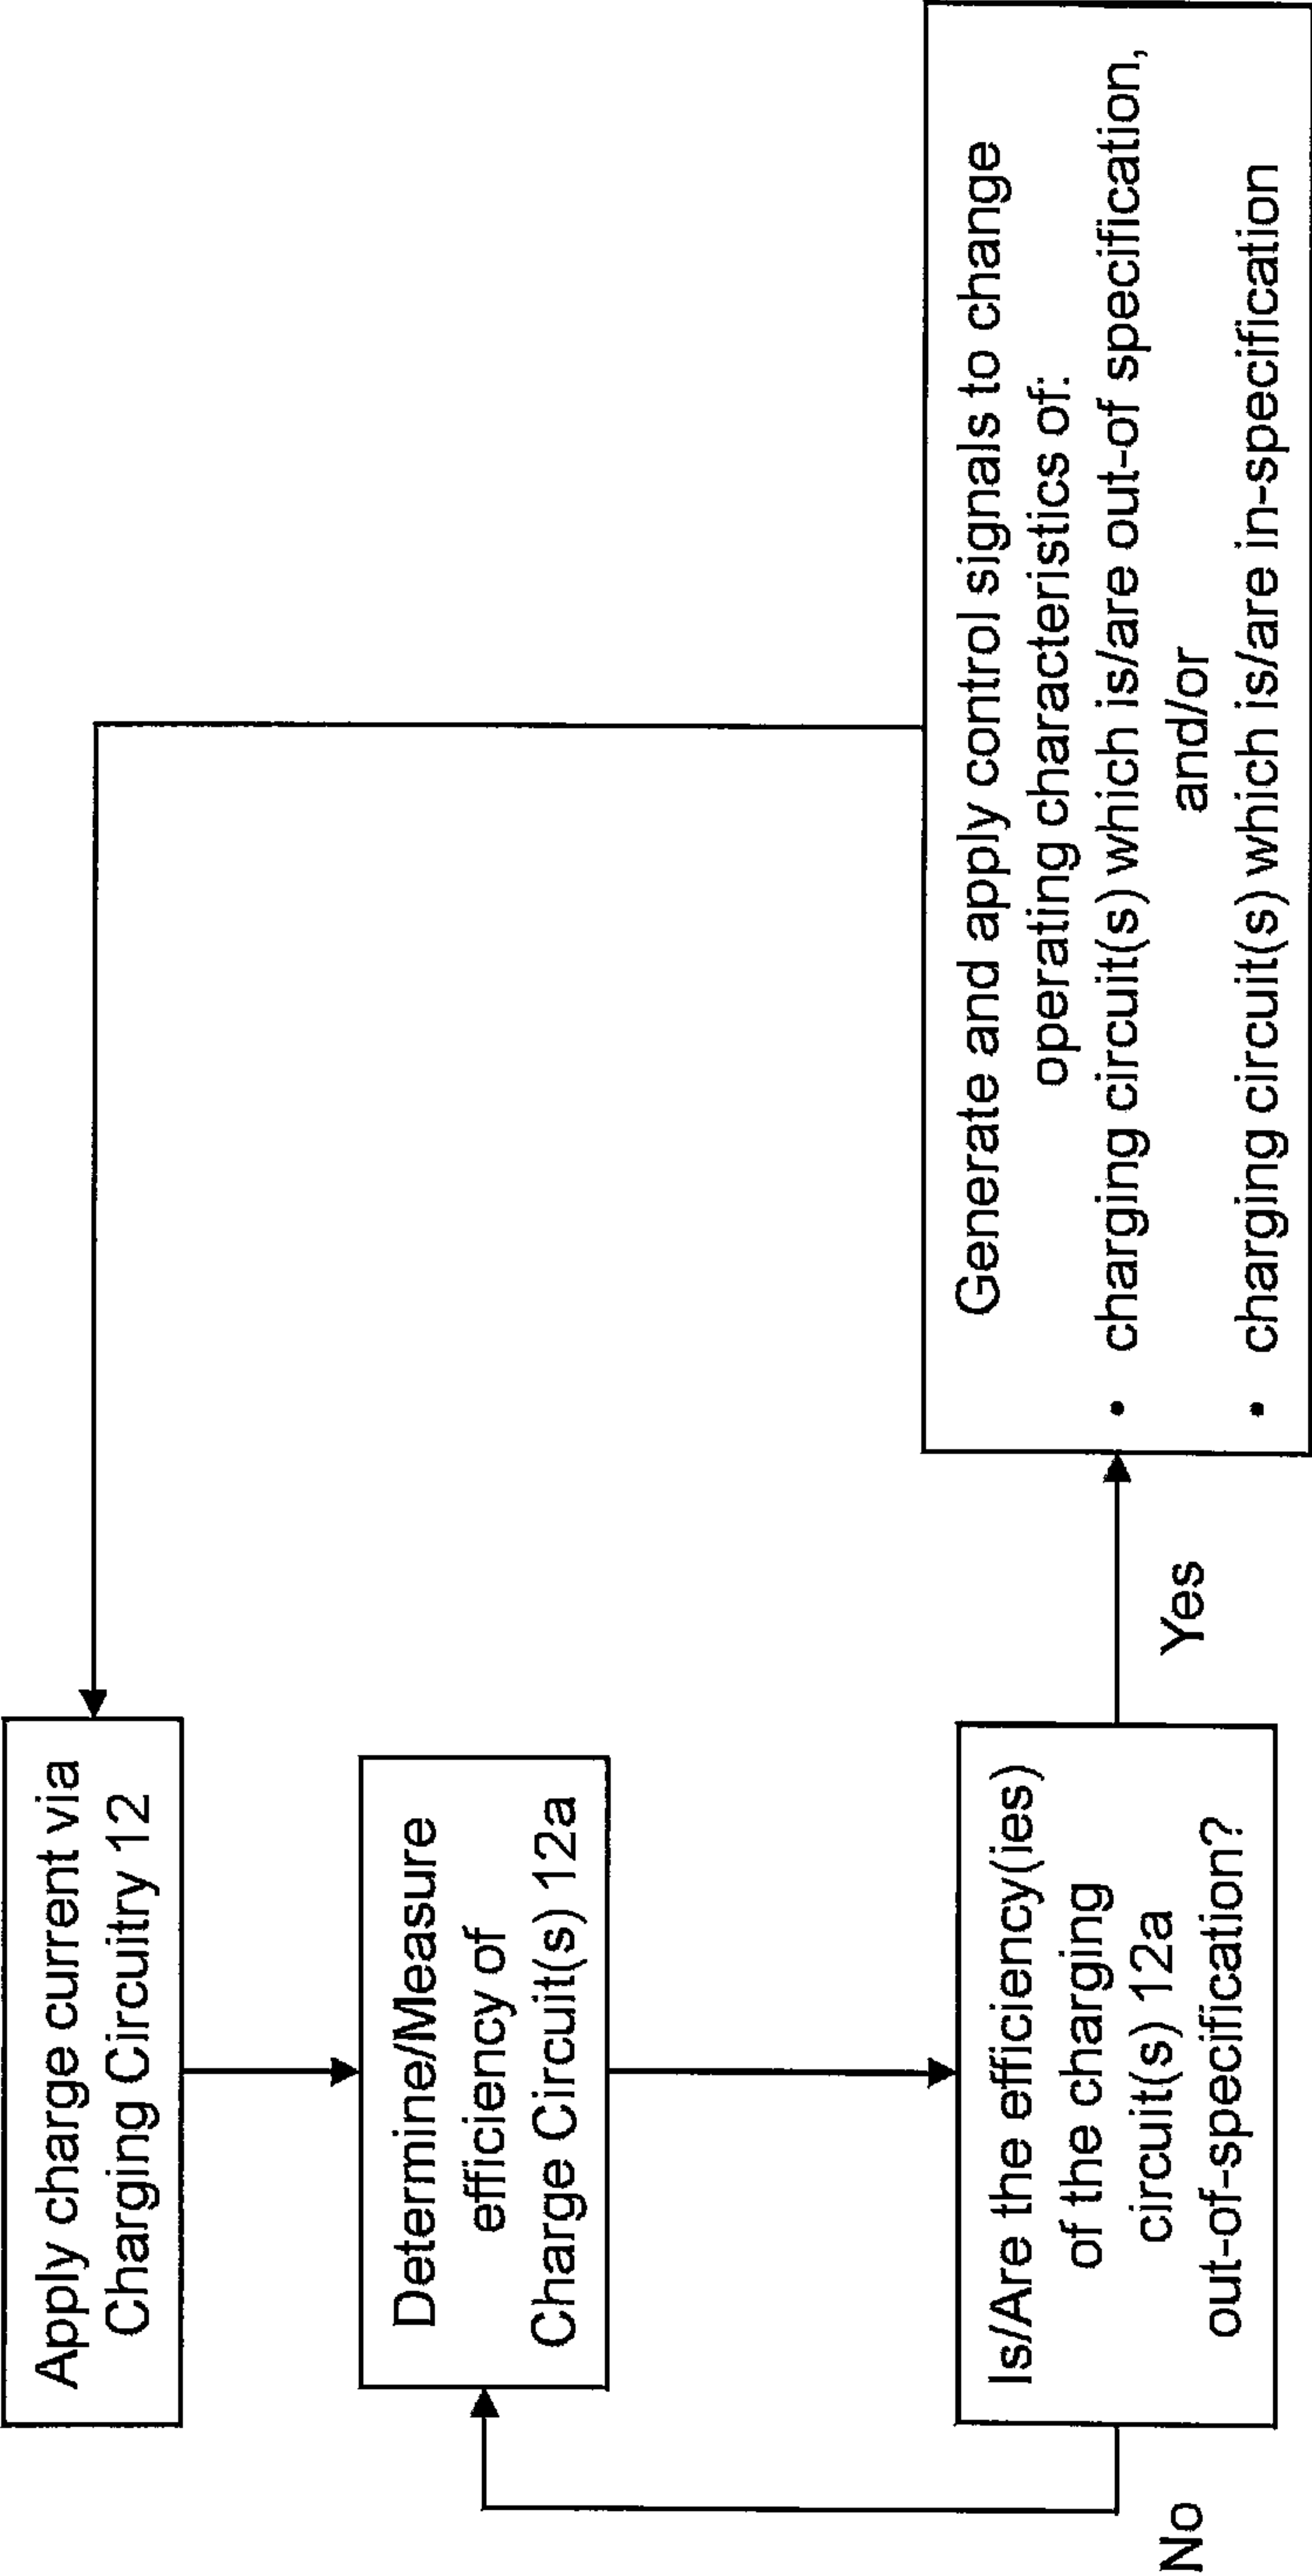 Apply charge current via
Charging Circuitry 12
Determine/Measure
efficiency of
Charge Circuit(s) 12a
Is/Are the efficiency(ies)
of the charging
circuit(s) 12a
out-of-specification?
No
Yes
Generate and apply control signals to change
operating characteristics of:
• charging circuit(s) which is/are out-of specification,
and/or
• charging circuit(s) which is/are in-specification